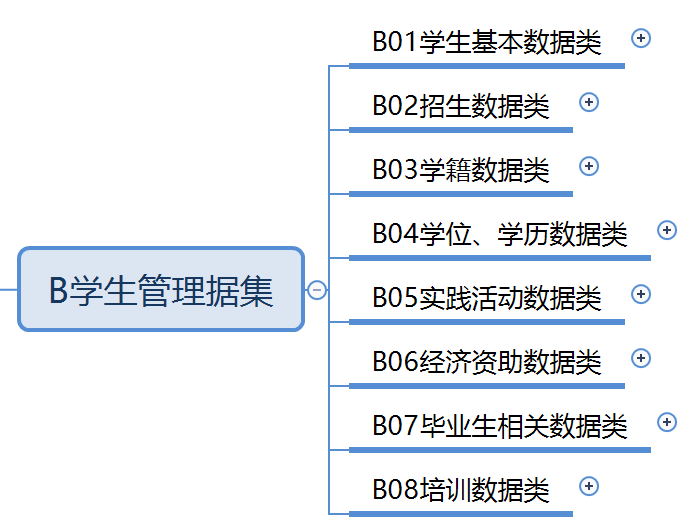 B01学生基本数据类
B02招生数据类
B03学籍数据类
B04学位、学历数据类
B学生管理据集
B05实践活动数据类
B06经济资助数据类
B07毕业生相关数据类
B08培训数据类